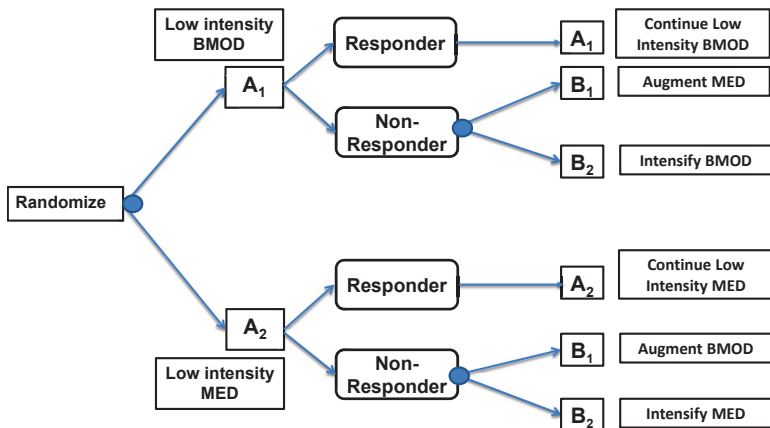 Low intensity
BMOD
Responder
A1
Continue Low
Intensity BMOD
A1
B1
Augment MED
Non-
Responder
B2
Intensify BMOD
Randomize
Responder
A2
Continue Low
Intensity MED
A2
Low intensity
MED
Non-
Responder
B1
Augment BMOD
B2
Intensify MED